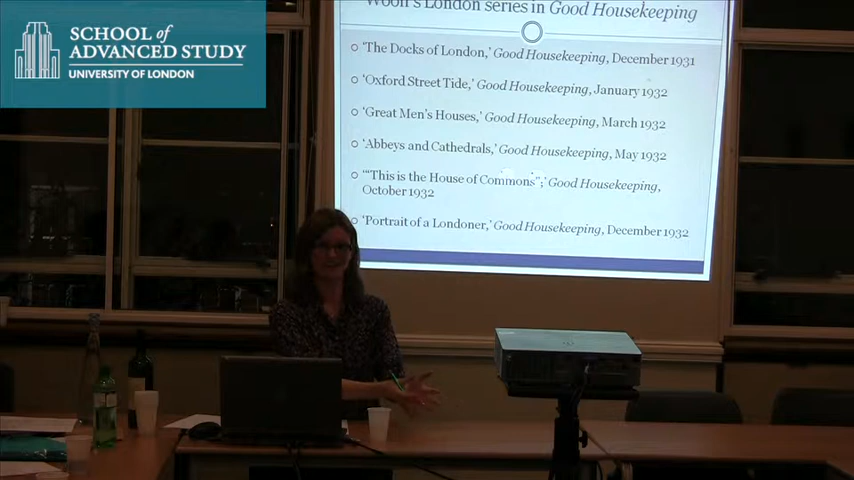 SCHOOL of
ADVANCED STUDY
UNIVERSITY OF LONDON
Woolf's London series in Good Housekeeping
'The Docks of London,' Good Housekeeping, December 1931
'Oxford Street Tide,' Good Housekeeping, January 1932
'Great Men's Houses,' Good Housekeeping, March 1932
'Abbeys and Cathedrals,' Good Housekeeping, May 1932
'"This is the House of Commons",' Good Housekeeping,
October 1932
'Portrait of a Londoner,' Good Housekeeping, December 1932